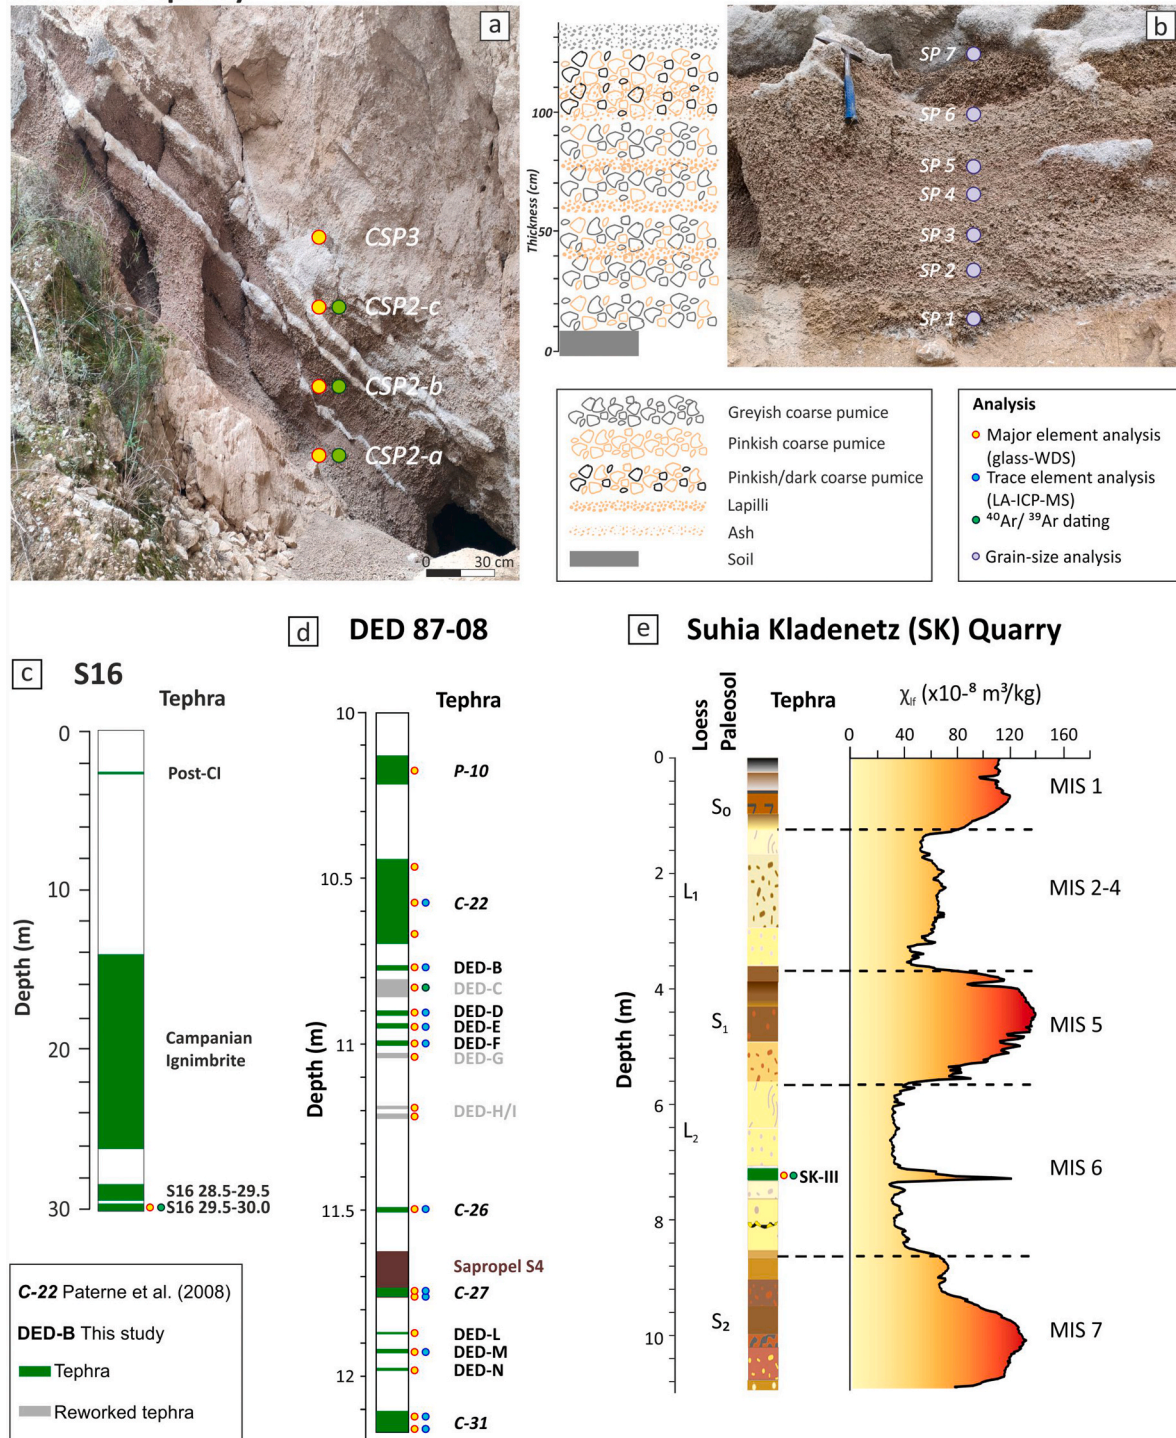 a
CSP3
CSP2-c
CSP2-b
CSP2-a
0 30 cm
Thickness (cm)
100
50
0
b
SP 7
SP 6
SP 5
SP 4
SP 3
SP 2
SP 1
Greyish coarse pumice
Pinkish coarse pumice
Pinkish/dark coarse pumice
Lapilli
Ash
Soil
Analysis
Major element analysis
(glass-WDS)
Trace element analysis
(LA-ICP-MS)
⁴⁰Ar/ ³⁹Ar dating
Grain-size analysis
c S16
Tephra
Depth (m)
0
10
20
30
Post-CI
Campanian
Ignimbrite
S16 28.5-29.5
S16 29.5-30.0
C-22 Paterne et al. (2008)
DED-B This study
Tephra
Reworked tephra
d DED 87-08
Tephra
Depth (m)
10
10.5
11.0
11.5
12
P-10
C-22
DED-B
DED-C
DED-D
DED-E
DED-F
DED-G
DED-H/I
C-26
Sapropel S4
C-27
DED-L
DED-M
DED-N
C-31
e Suhia Kladenetz (SK) Quarry
Loess
Paleosol
Tephra
χlf (x10-⁸ m³/kg)
0 40 80 120 160
Depth (m)
0
2
4
6
8
10
S₀
L₁
S₁
L₂
S₂
SK-III
MIS 1
MIS 2-4
MIS 5
MIS 6
MIS 7